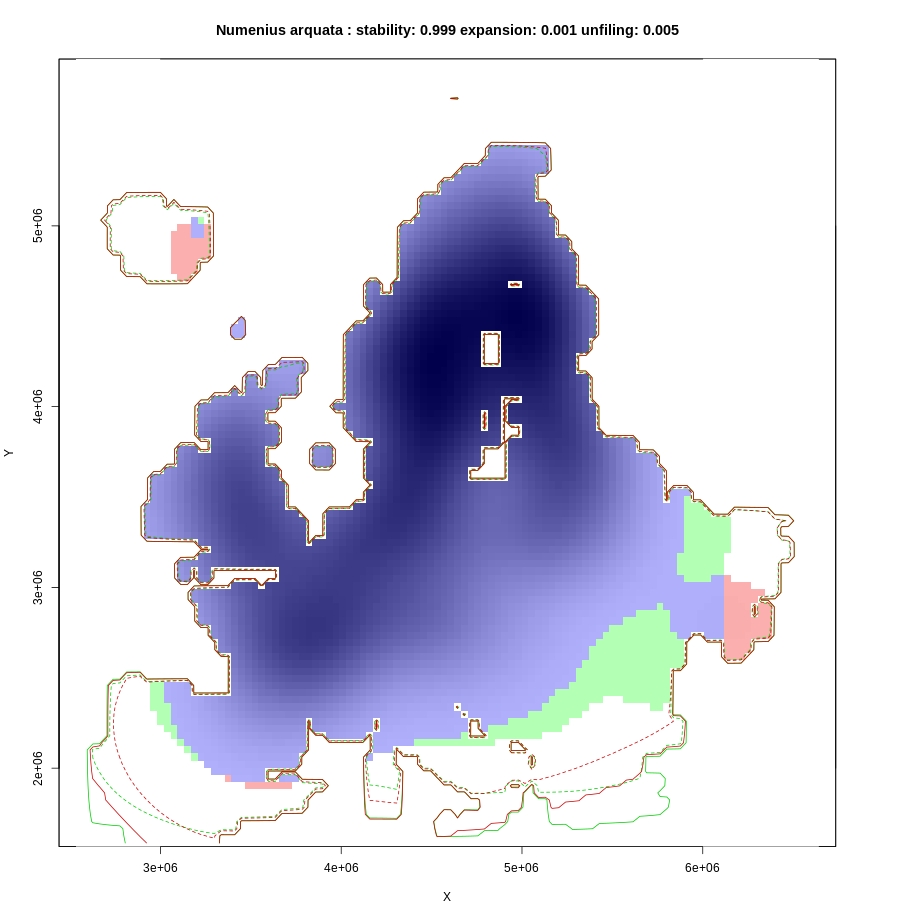 Numenius arquata : stability: 0.999 expansion: 0.001 unfiling: 0.005
5e+06
4e+06
3e+06
2e+06
Y
3e+06 4e+06 5e+06 6e+06
X